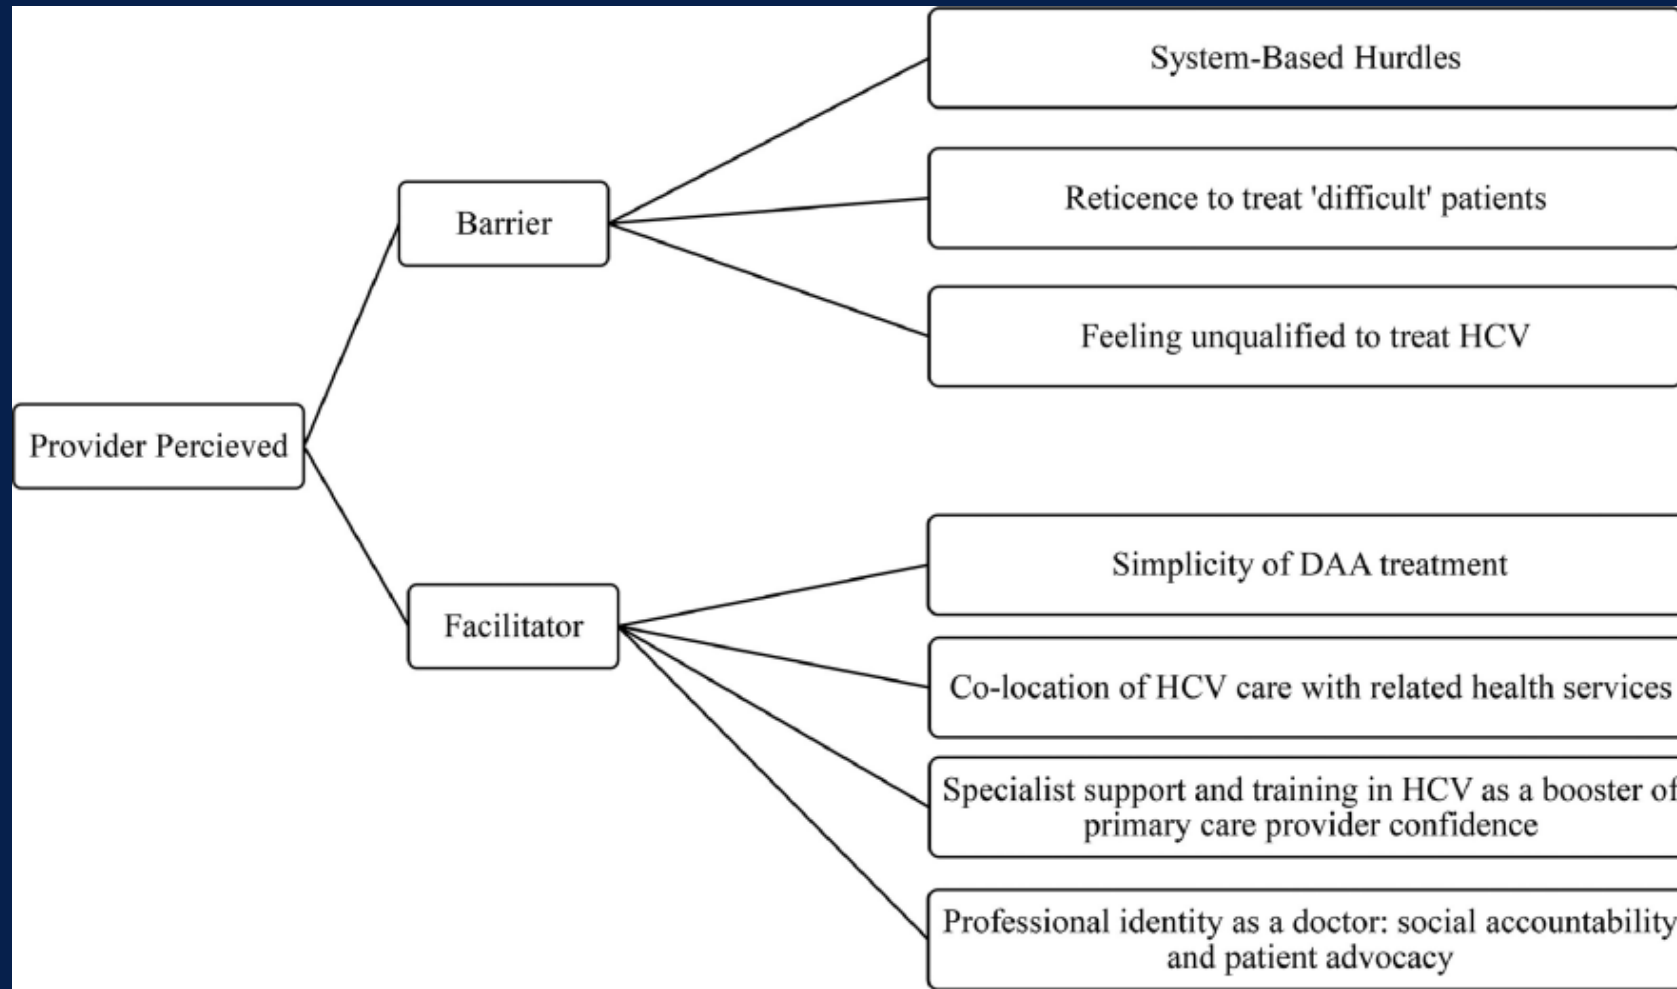 System-Based Hurdles
Reticence to treat 'difficult' patients
Barrier
Feeling unqualified to treat HCV
Provider Percieved
Simplicity of DAA treatment
Facilitator
Co-location of HCV care with related health services
Specialist support and training in HCV as a booster of
primary care provider confidence
Professional identity as a doctor: social accountability
and patient advocacy